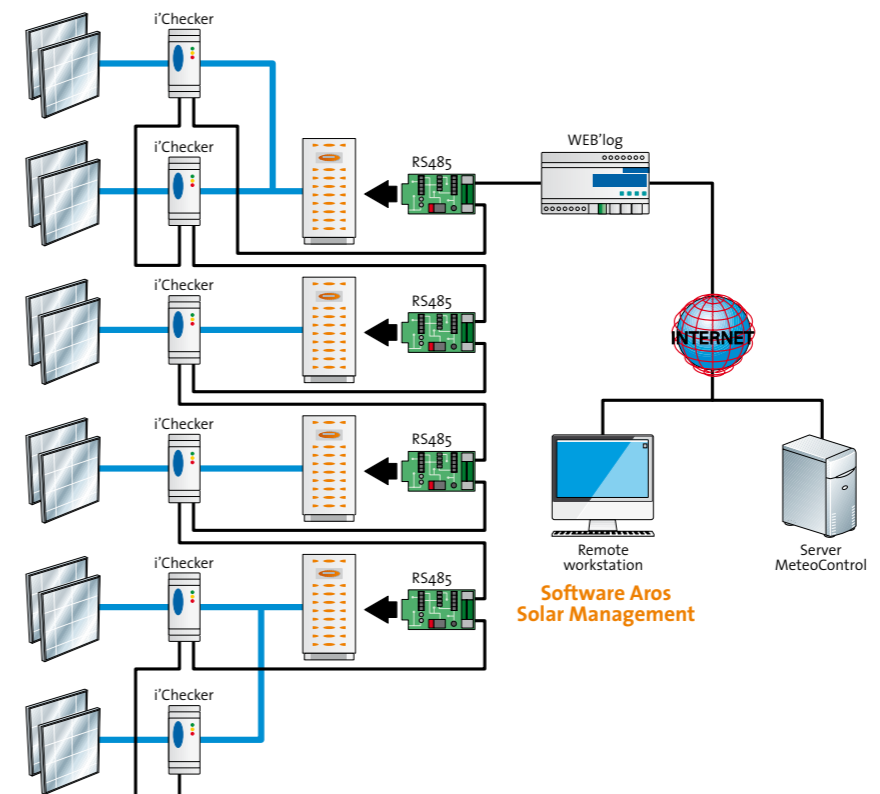 i'Checker
i'Checker
RS485
WEB'log
i'Checker
RS485
INTERNET
i'Checker
RS485
Remote
workstation
Server
MeteoControl
Software Aros
Solar Management
i'Checker
RS485
i'Checker